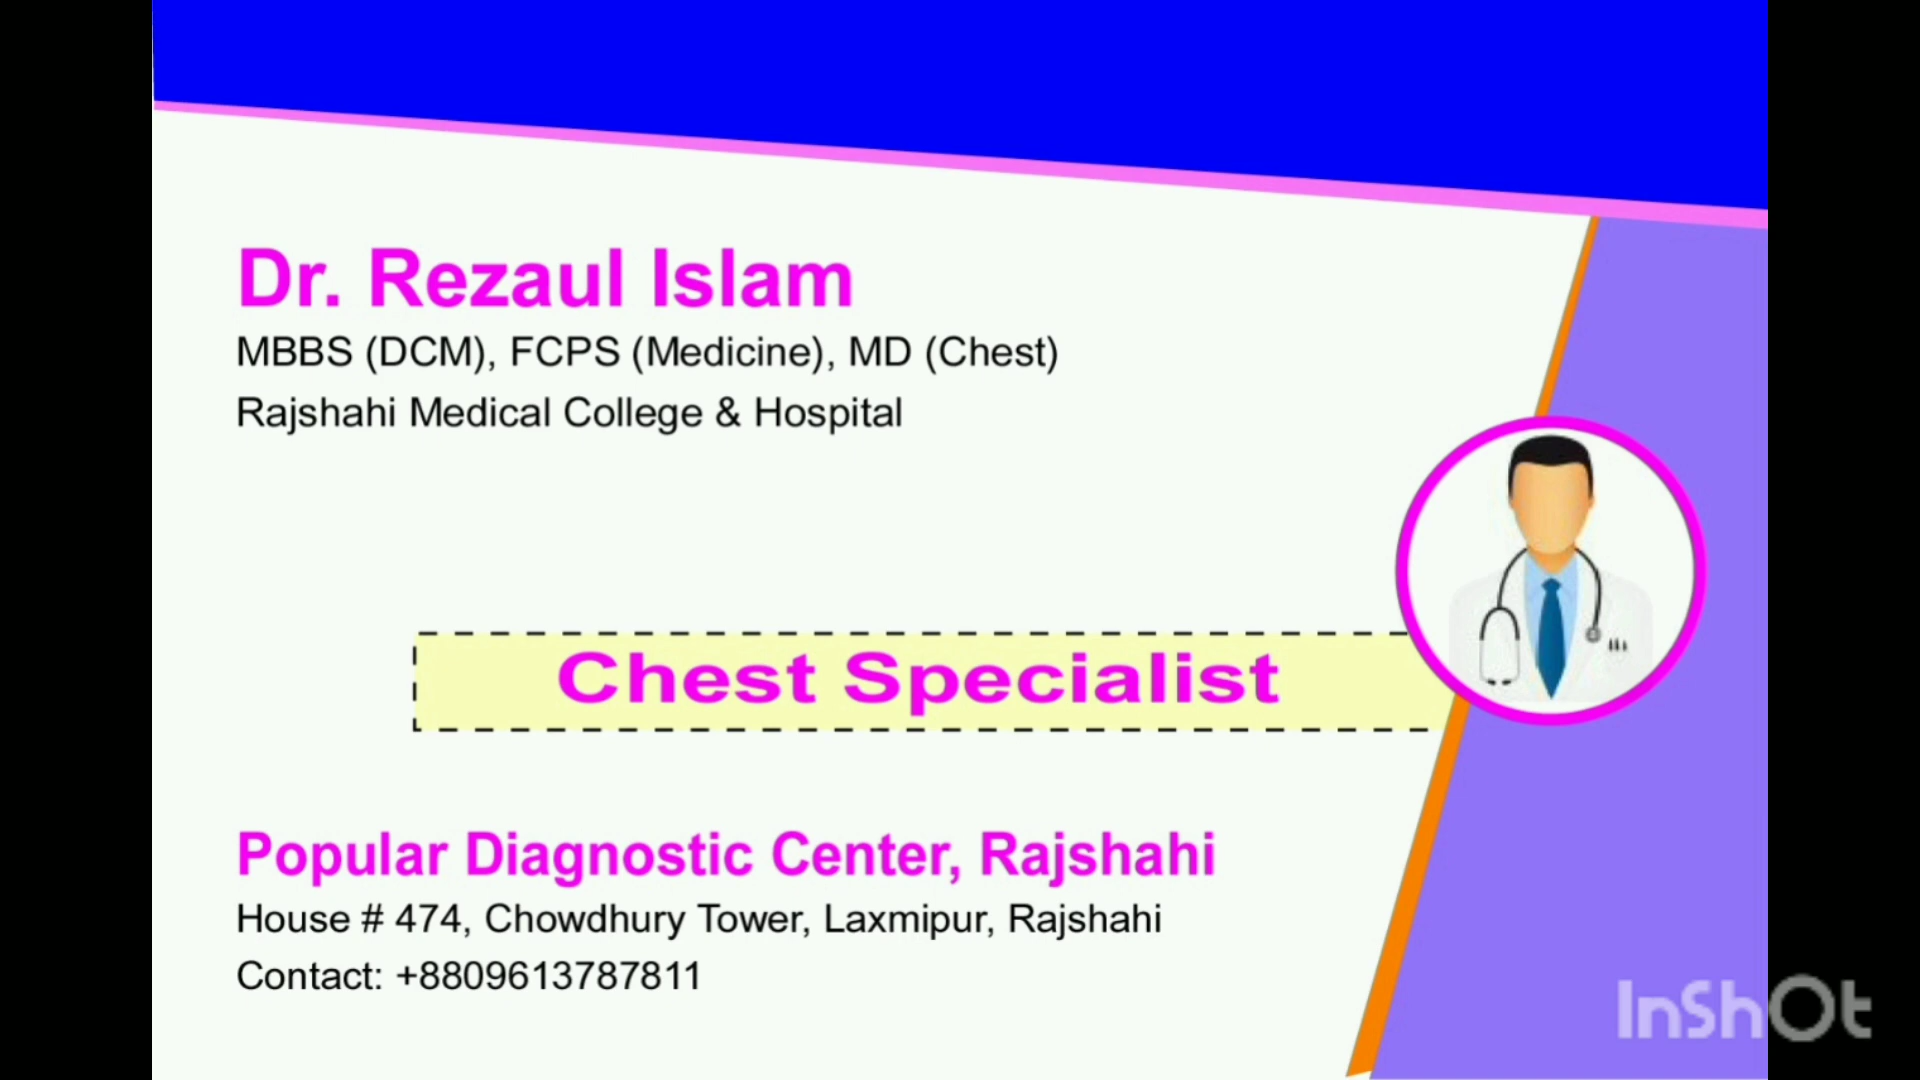 Dr. Rezaul Islam
MBBS (DCM), FCPS (Medicine), MD (Chest)
Rajshahi Medical College & Hospital
Chest Specialist
Popular Diagnostic Center, Rajshahi
House # 474, Chowdhury Tower, Laxmipur, Rajshahi
Contact: +8809613787811
InShOt